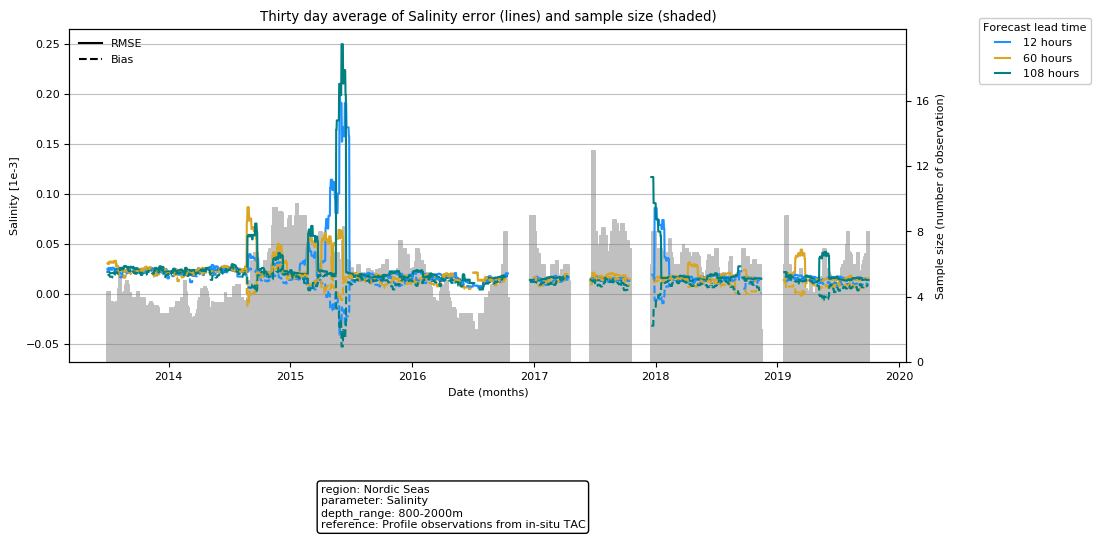 Thirty day average of Salinity error (lines) and sample size (shaded)
Forecast lead time
12 hours
60 hours
108 hours
RMSE
Bias
0.25
0.20
0.15
0.10
0.05
0.00
−0.05
Salinity [1e-3]
16
12
8
4
0
Sample size (number of observation)
2014
2015
2016
2017
2018
2019
2020
Date (months)
region: Nordic Seas
parameter: Salinity
depth_range: 800-2000m
reference: Profile observations from in-situ TAC